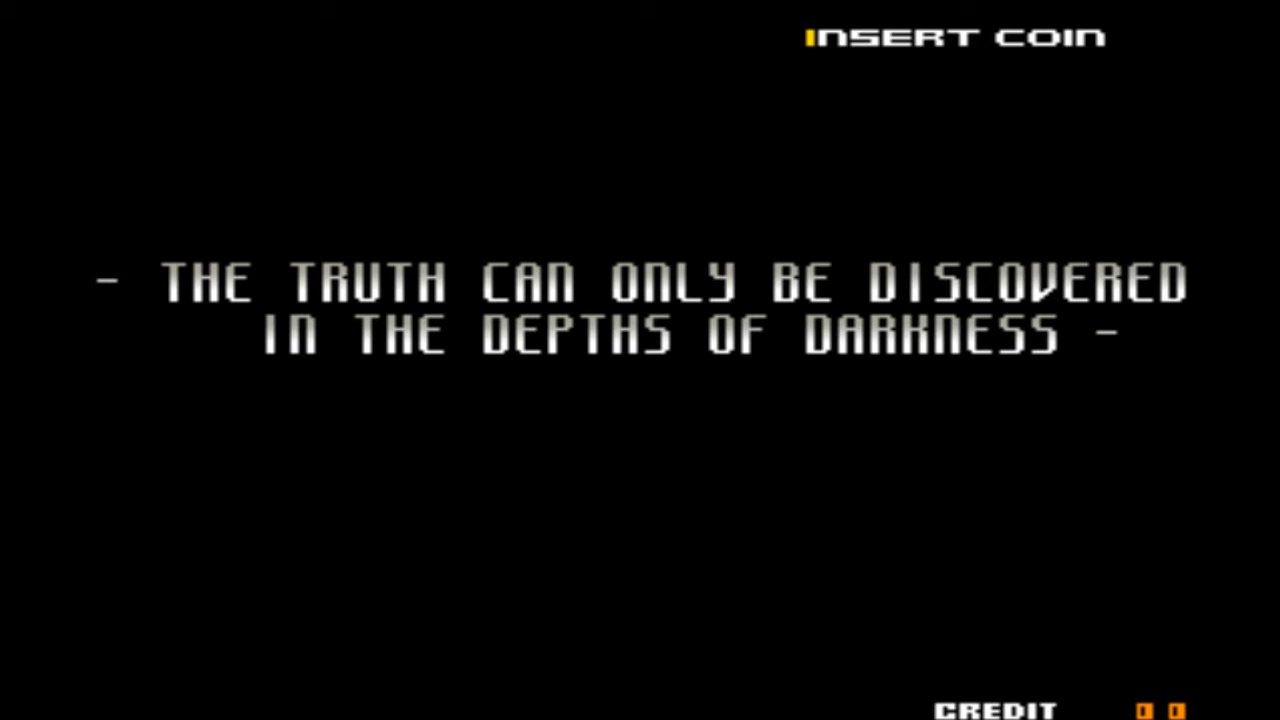 INSERT COIN
- THE TRUTH CAN ONLY BE DISCOVERED
IN THE DEPTHS OF DARKNESS -
CREDIT 00